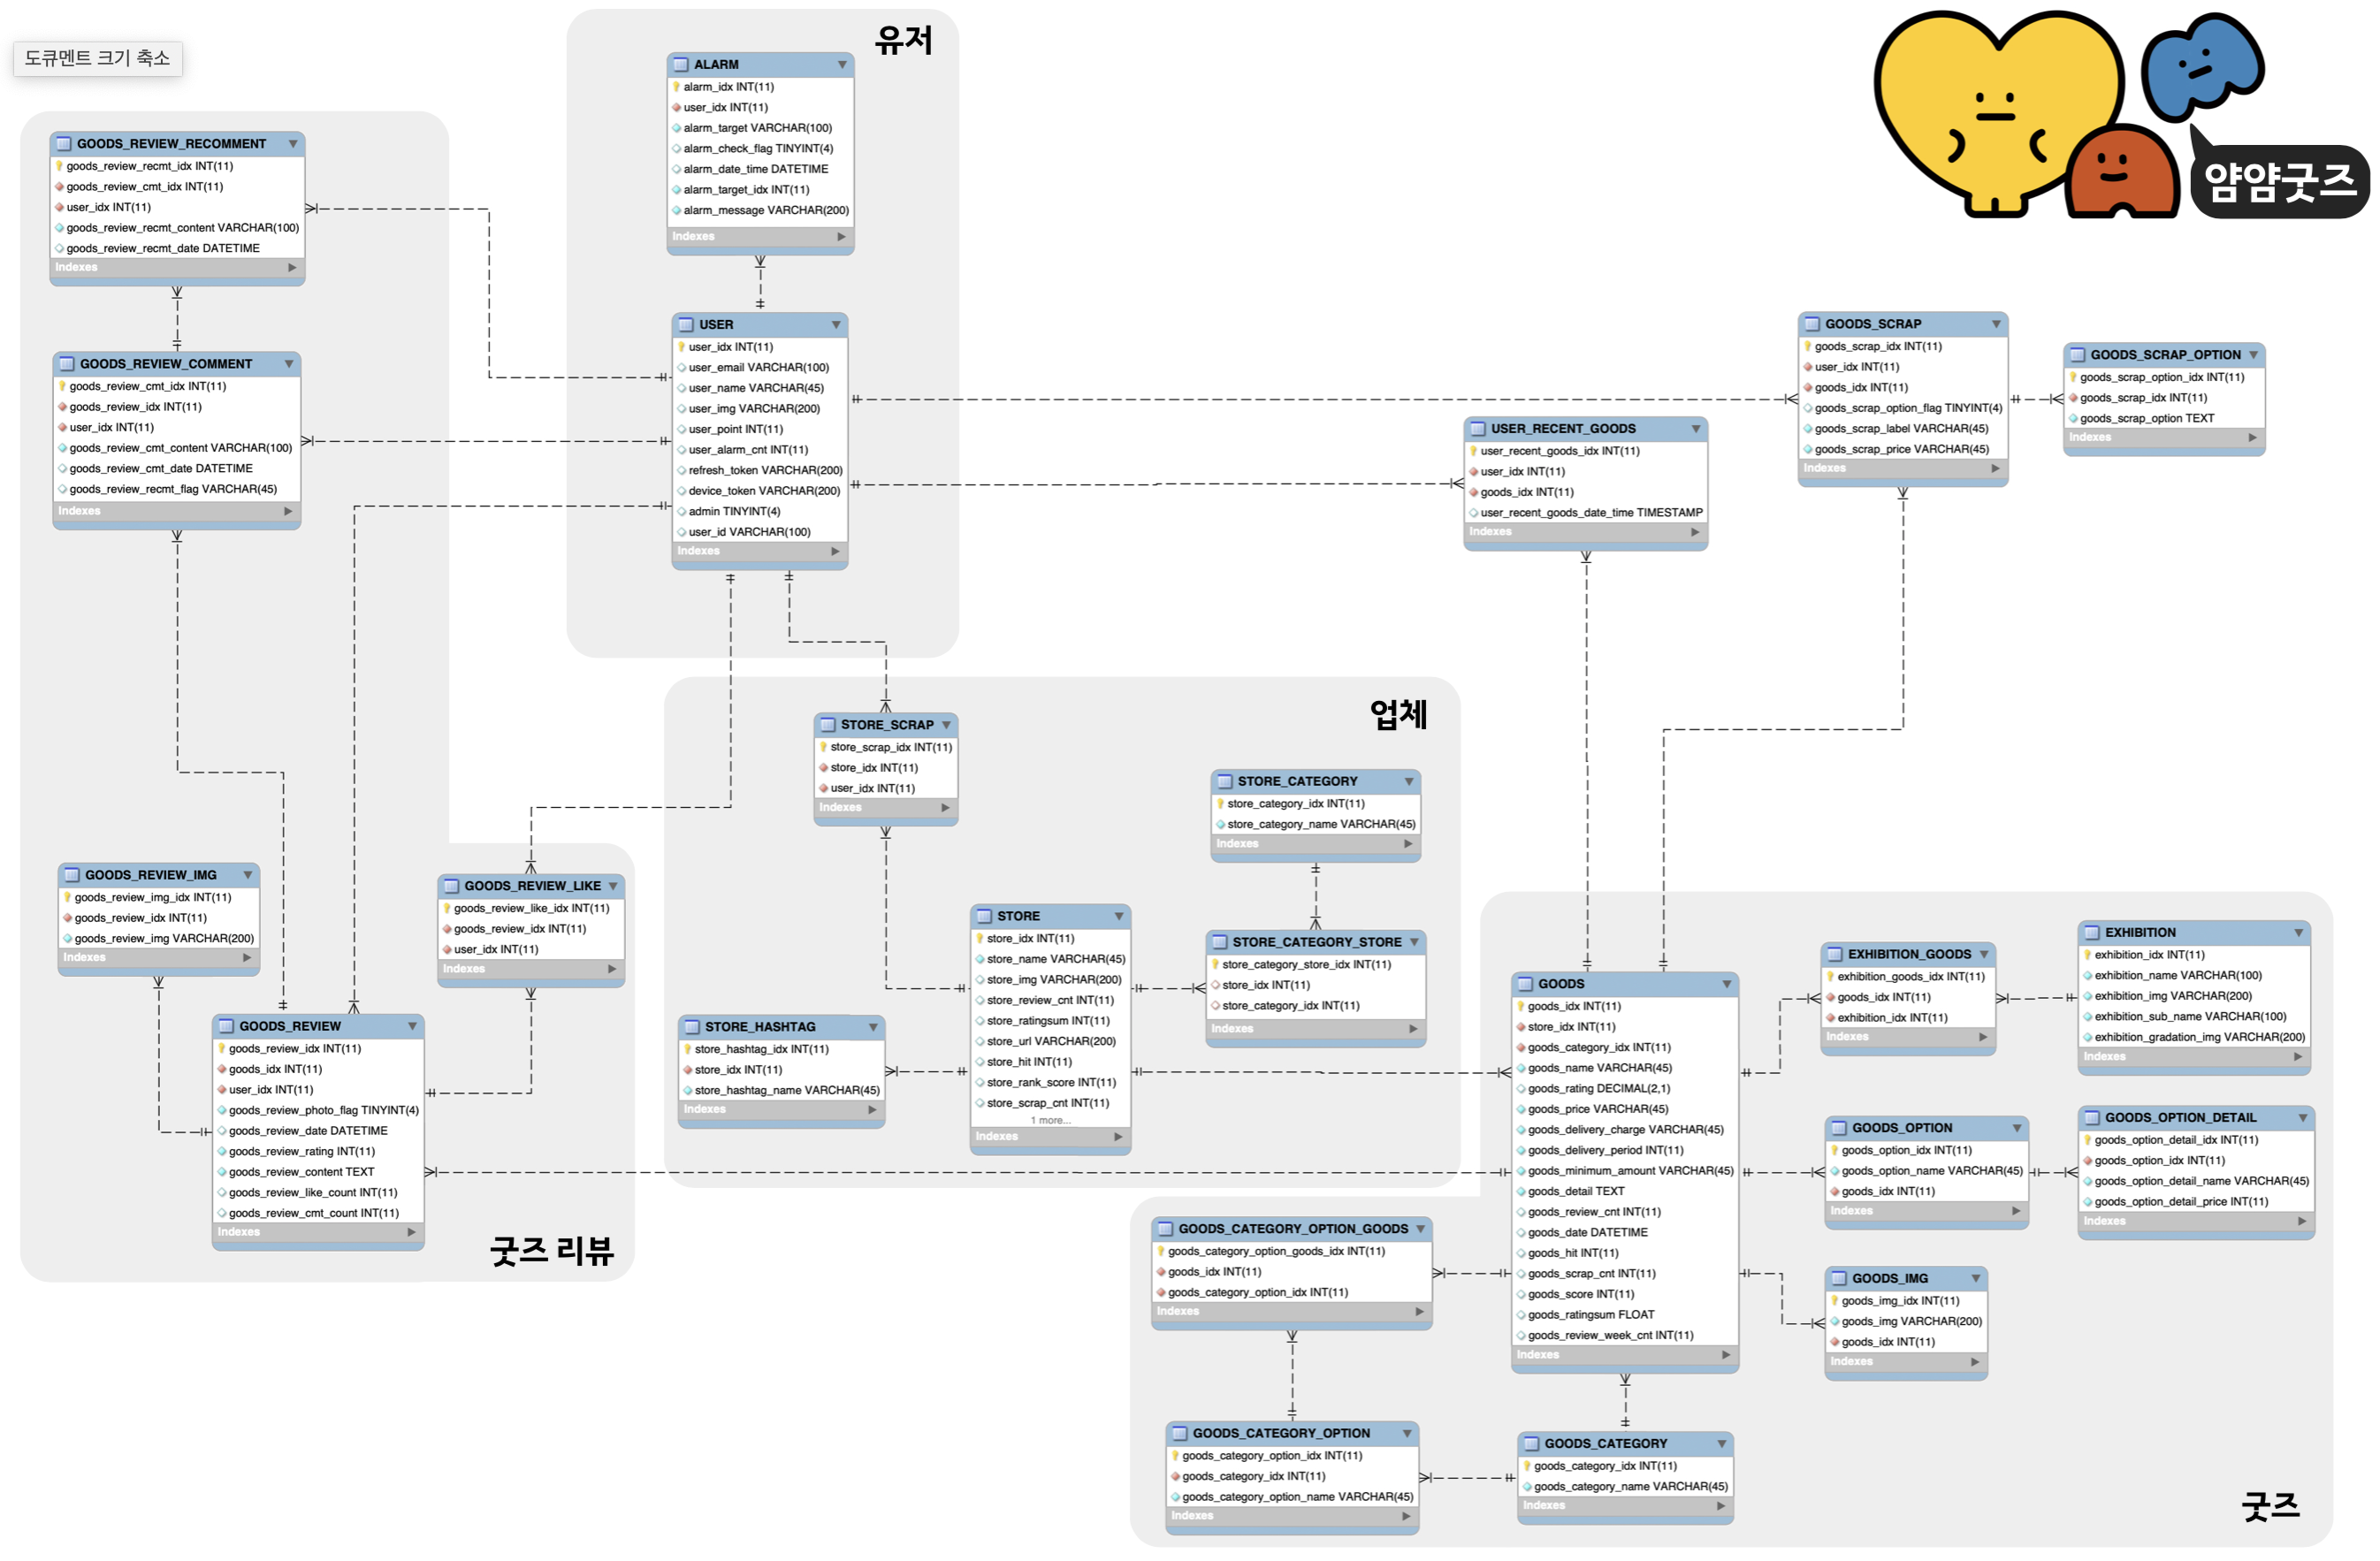 도큐멘트 크기 축소
유저
얌얌굿즈
ALARM
alarm_idx INT(11)
user_idx INT(11)
alarm_target VARCHAR(100)
alarm_check_flag TINYINT(4)
alarm_date_time DATETIME
alarm_target_idx INT(11)
alarm_message VARCHAR(200)
Indexes
GOODS_REVIEW_RECOMMENT
goods_review_recmt_idx INT(11)
goods_review_cmt_idx INT(11)
user_idx INT(11)
goods_review_recmt_content VARCHAR(100)
goods_review_recmt_date DATETIME
Indexes
GOODS_REVIEW_COMMENT
goods_review_cmt_idx INT(11)
goods_review_idx INT(11)
user_idx INT(11)
goods_review_cmt_content VARCHAR(100)
goods_review_cmt_date DATETIME
goods_review_recmt_flag VARCHAR(45)
Indexes
USER
user_idx INT(11)
user_email VARCHAR(100)
user_name VARCHAR(45)
user_img VARCHAR(200)
user_point INT(11)
user_alarm_cnt INT(11)
refresh_token VARCHAR(200)
device_token VARCHAR(200)
admin TINYINT(4)
user_id VARCHAR(100)
Indexes
GOODS_SCRAP
goods_scrap_idx INT(11)
user_idx INT(11)
goods_idx INT(11)
goods_scrap_option_flag TINYINT(4)
goods_scrap_label VARCHAR(45)
goods_scrap_price VARCHAR(45)
Indexes
GOODS_SCRAP_OPTION
goods_scrap_option_idx INT(11)
goods_scrap_idx INT(11)
goods_scrap_option TEXT
Indexes
USER_RECENT_GOODS
user_recent_goods_idx INT(11)
user_idx INT(11)
goods_idx INT(11)
user_recent_goods_date_time TIMESTAMP
Indexes
업체
STORE_SCRAP
store_scrap_idx INT(11)
store_idx INT(11)
user_idx INT(11)
Indexes
STORE_CATEGORY
store_category_idx INT(11)
store_category_name VARCHAR(45)
Indexes
GOODS_REVIEW_IMG
goods_review_img_idx INT(11)
goods_review_idx INT(11)
goods_review_img VARCHAR(200)
Indexes
GOODS_REVIEW_LIKE
goods_review_like_idx INT(11)
goods_review_idx INT(11)
user_idx INT(11)
Indexes
STORE
store_idx INT(11)
store_name VARCHAR(45)
store_img VARCHAR(200)
store_review_cnt INT(11)
store_ratingsum INT(11)
store_url VARCHAR(200)
store_hit INT(11)
store_rank_score INT(11)
store_scrap_cnt INT(11)
1 more...
Indexes
STORE_CATEGORY_STORE
store_category_store_idx INT(11)
store_idx INT(11)
store_category_idx INT(11)
Indexes
STORE_HASHTAG
store_hashtag_idx INT(11)
store_idx INT(11)
store_hashtag_name VARCHAR(45)
Indexes
GOODS_REVIEW
goods_review_idx INT(11)
goods_idx INT(11)
user_idx INT(11)
goods_review_photo_flag TINYINT(4)
goods_review_date DATETIME
goods_review_rating INT(11)
goods_review_content TEXT
goods_review_like_count INT(11)
goods_review_cmt_count INT(11)
Indexes
굿즈 리뷰
GOODS
goods_idx INT(11)
store_idx INT(11)
goods_category_idx INT(11)
goods_name VARCHAR(45)
goods_rating DECIMAL(2,1)
goods_price VARCHAR(45)
goods_delivery_charge VARCHAR(45)
goods_delivery_period INT(11)
goods_minimum_amount VARCHAR(45)
goods_detail TEXT
goods_review_cnt INT(11)
goods_date DATETIME
goods_hit INT(11)
goods_scrap_cnt INT(11)
goods_score INT(11)
goods_ratingsum FLOAT
goods_review_week_cnt INT(11)
Indexes
EXHIBITION_GOODS
exhibition_goods_idx INT(11)
goods_idx INT(11)
exhibition_idx INT(11)
Indexes
EXHIBITION
exhibition_idx INT(11)
exhibition_name VARCHAR(100)
exhibition_img VARCHAR(200)
exhibition_sub_name VARCHAR(100)
exhibition_gradation_img VARCHAR(200)
Indexes
GOODS_OPTION
goods_option_idx INT(11)
goods_option_name VARCHAR(45)
goods_idx INT(11)
Indexes
GOODS_OPTION_DETAIL
goods_option_detail_idx INT(11)
goods_option_idx INT(11)
goods_option_detail_name VARCHAR(45)
goods_option_detail_price INT(11)
Indexes
GOODS_CATEGORY_OPTION_GOODS
goods_category_option_goods_idx INT(11)
goods_idx INT(11)
goods_category_option_idx INT(11)
Indexes
GOODS_IMG
goods_img_idx INT(11)
goods_img VARCHAR(200)
goods_idx INT(11)
Indexes
GOODS_CATEGORY_OPTION
goods_category_option_idx INT(11)
goods_category_idx INT(11)
goods_category_option_name VARCHAR(45)
Indexes
GOODS_CATEGORY
goods_category_idx INT(11)
goods_category_name VARCHAR(45)
Indexes
굿즈